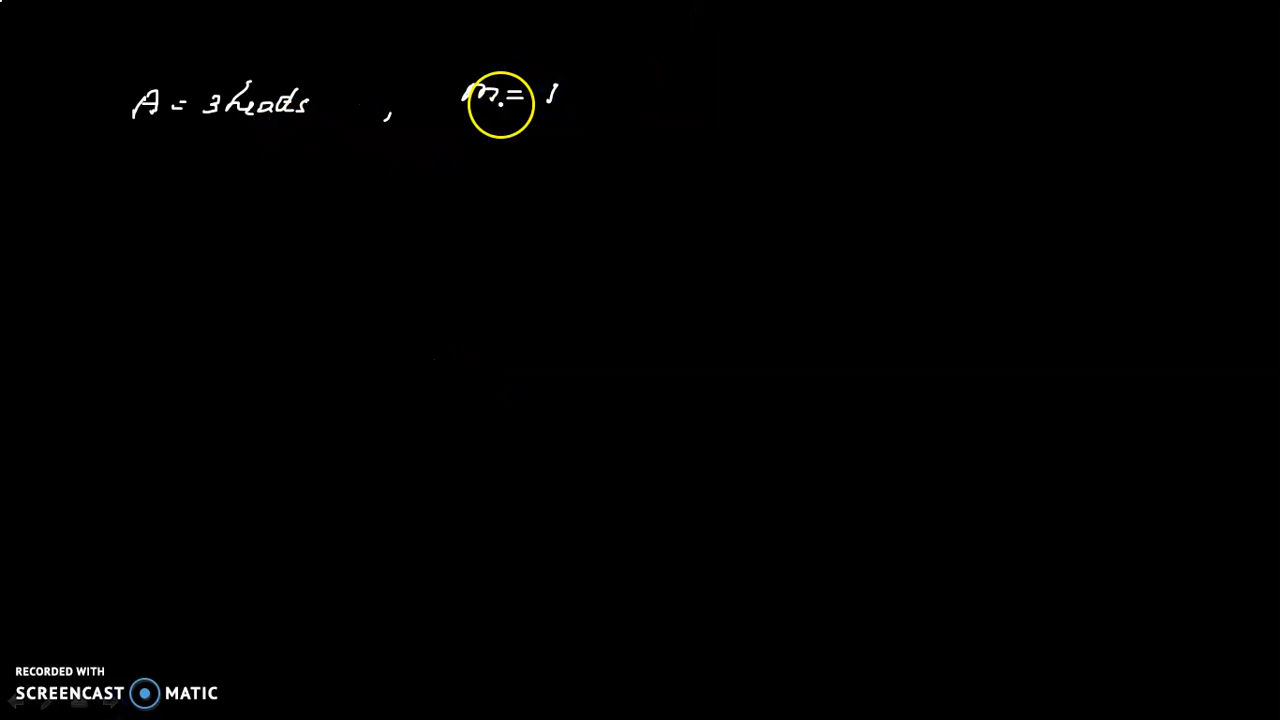 A = 3 heads , m = 1
RECORDED WITH
SCREENCAST MATIC